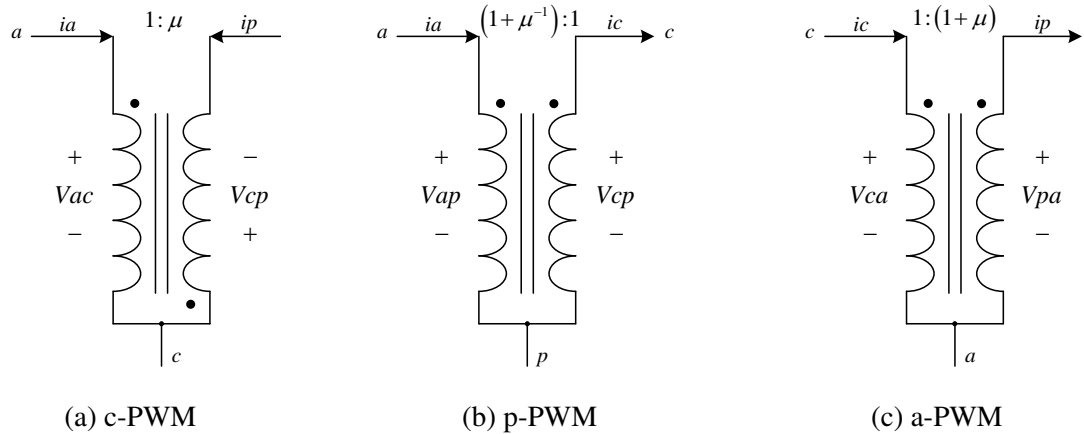 a ia 1: μ ip
a ia (1+μ⁻¹):1 ic c
c ic 1:(1+μ) ip
+ − + + + +
Vac Vcp Vap Vcp Vca Vpa
− + − − − −
c p a
(a) c-PWM (b) p-PWM (c) a-PWM